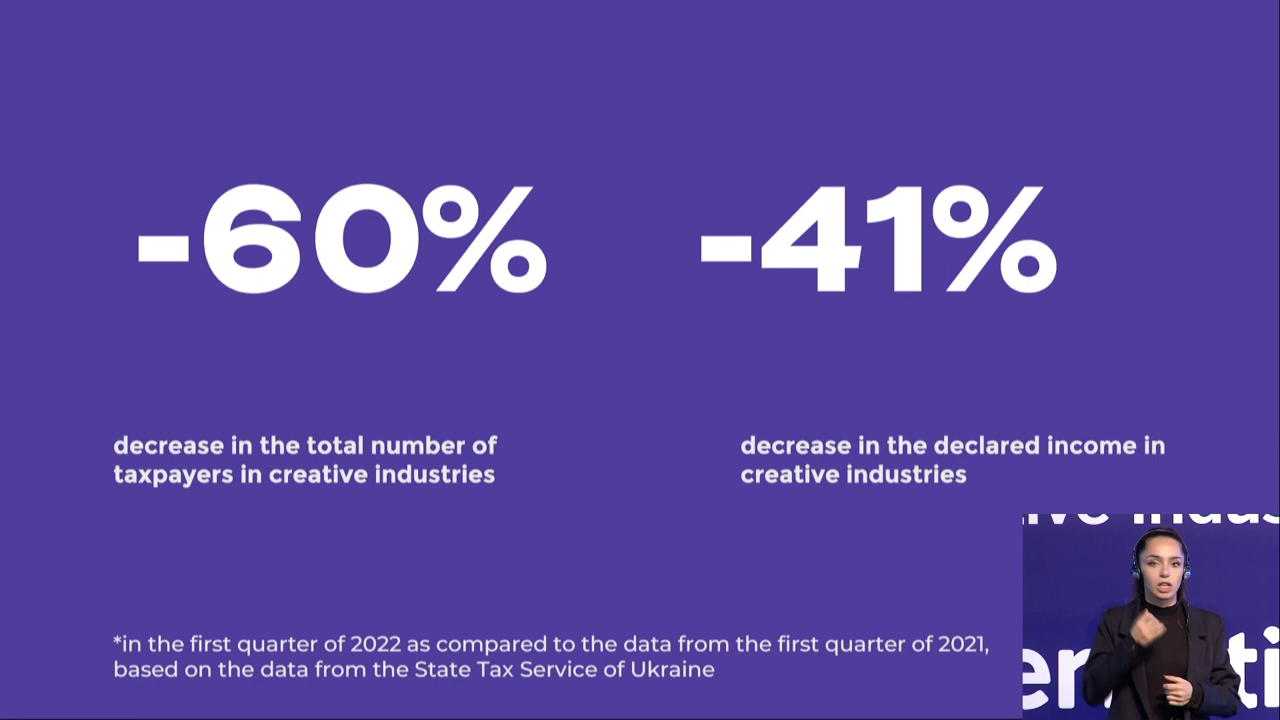 -60%
-41%
decrease in the total number of
taxpayers in creative industries
decrease in the declared income in
creative industries
*in the first quarter of 2022 as compared to the data from the first quarter of 2021,
based on the data from the State Tax Service of Ukraine